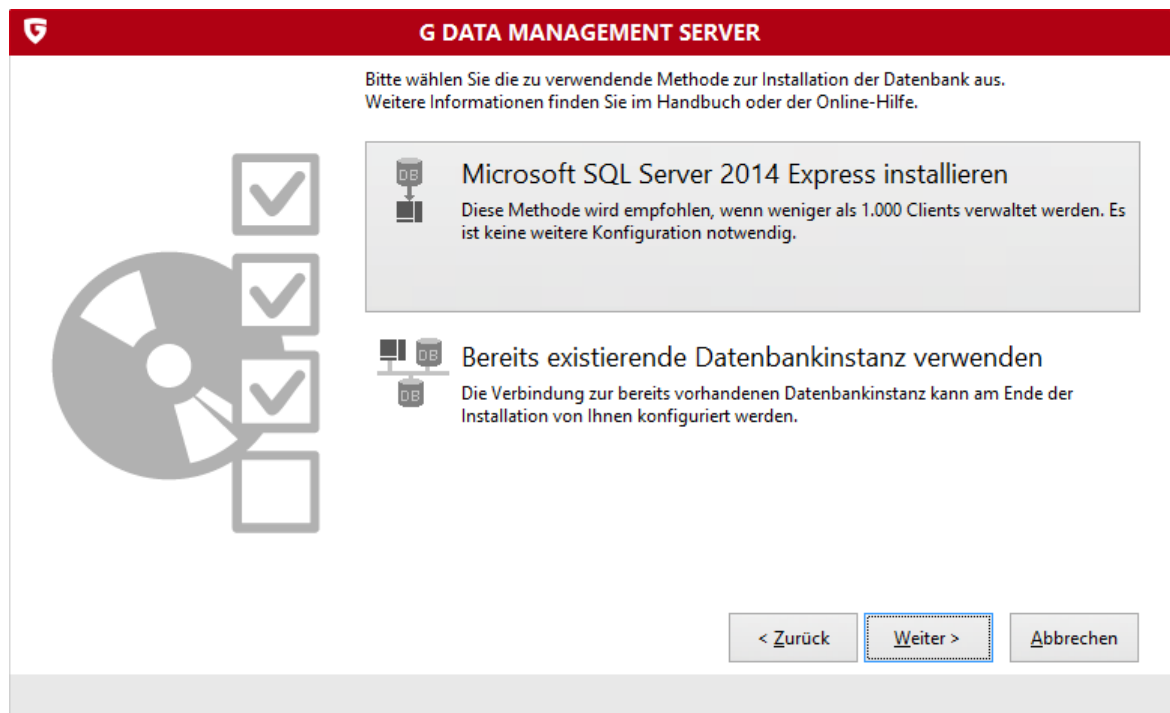 G DATA MANAGEMENT SERVER
Bitte wählen Sie die zu verwendende Methode zur Installation der Datenbank aus.
Weitere Informationen finden Sie im Handbuch oder der Online-Hilfe.
DB
Microsoft SQL Server 2014 Express installieren
Diese Methode wird empfohlen, wenn weniger als 1.000 Clients verwaltet werden. Es
ist keine weitere Konfiguration notwendig.
DB
DB
Bereits existierende Datenbankinstanz verwenden
Die Verbindung zur bereits vorhandenen Datenbankinstanz kann am Ende der
Installation von Ihnen konfiguriert werden.
< Zurück
Weiter >
Abbrechen